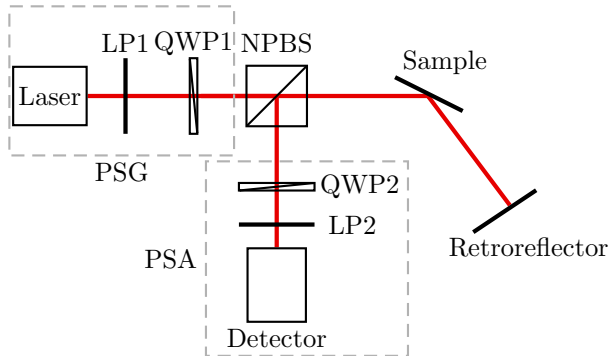 LP1 QWP1 NPBS
Sample
Laser
PSG
QWP2
LP2
PSA
Retroreflector
Detector